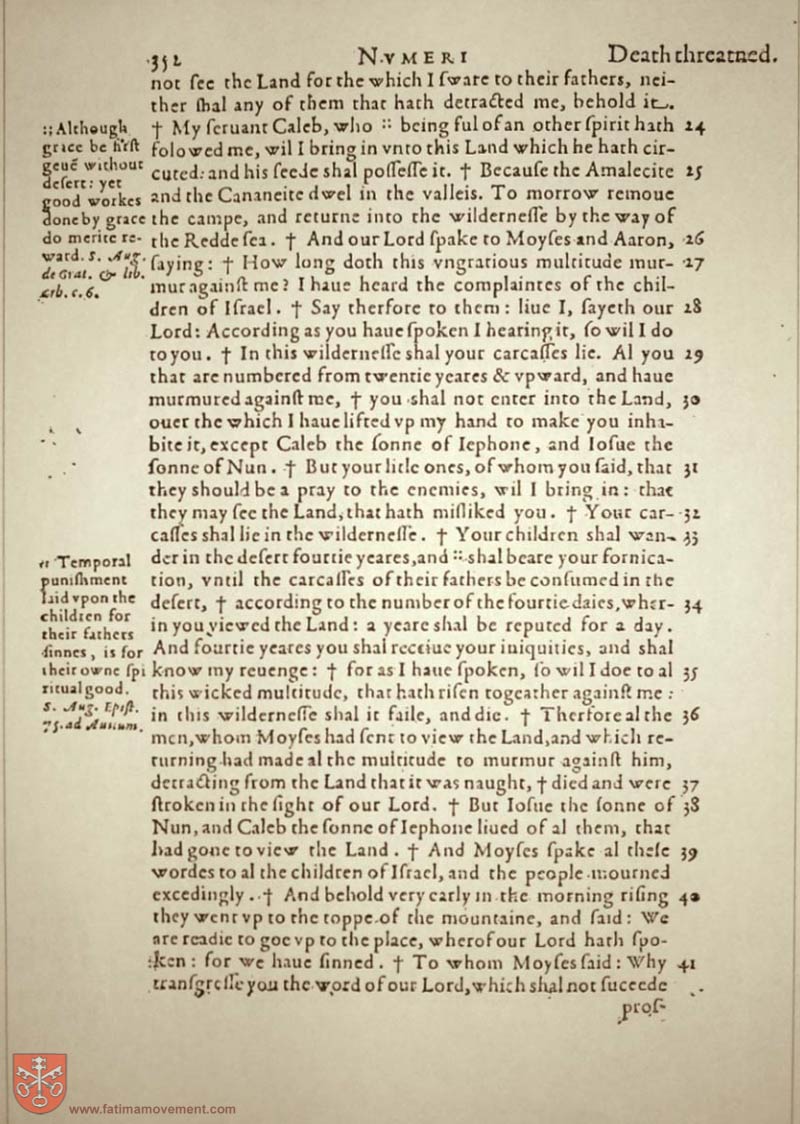 352 NVMERI Death threatned.
not ſee the Land for the which I ſware to their fathers, nei-
ther ſhal any of them that hath detracted me, behold it.
† My ſeruant Caleb, who :: being ful of an other ſpirit hath 24
folowed me, wil I bring in vnto this Land which he hath cir-
cuted: and his ſeede ſhal poſſeſſe it. † Becauſe the Amalecite 25
and the Cananeite dwel in the valleis. To morrow remoue
the campe, and returne into the wilderneſſe by the way of
the Redde ſea. † And our Lord ſpake to Moyſes and Aaron, 26
ſaying: † How long doth this vngratious multitude mur- 27
mur againſt me? I haue heard the complaintes of the chil-
dren of Iſrael. † Say therfore to them: liue I, ſayeth our 28
Lord: According as you haue ſpoken I hearing it, ſo wil I do
to you. † In this wilderneſſe ſhal your carcaſſes lie. Al you 29
that are numbered from twentie yeares & vpward, and haue
murmured againſt me, † you ſhal not enter into the Land, 30
ouer the which I haue lifted vp my hand to make you inha-
bite it, except Caleb the ſonne of Iephone, and Ioſue the
ſonne of Nun. † But your litle ones, of whom you ſaid, that 31
they ſhould be a pray to the enemies, wil I bring in: that
they may ſee the Land, that hath miſliked you. † Your car- 32
caſſes ſhal lie in the wilderneſſe. † Your children ſhal wan- 33
der in the deſert fourtie yeares, and :: ſhal beare your fornica-
tion, vntil the carcaſſes of their fathers be conſumed in the
deſert, † according to the number of the fourtie daies, wher- 34
in you viewed the Land: a yeare ſhal be reputed for a day.
And fourtie yeares you ſhal receiue your iniquities, and ſhal
know my reuenge: † for as I haue ſpoken, ſo wil I doe to al 35
this wicked multitude, that hath riſen togeather againſt me:
in this wilderneſſe ſhal it faile, and die. † Therfore al the 36
men, whom Moyſes had ſent to view the Land, and which re-
turning had made al the multitude to murmur againſt him,
detracting from the Land that it was naught, † died and were 37
ſtroken in the ſight of our Lord. † But Ioſue the ſonne of 38
Nun, and Caleb the ſonne of Iephone liued of al them, that
had gone to view the Land. † And Moyſes ſpake al theſe 39
wordes to al the children of Iſrael, and the people mourned
excedingly. † And behold very early in the morning riſing 40
they went vp to the toppe of the mountaine, and ſaid: We
are readie to goe vp to the place, wherof our Lord hath ſpo-
ken: for we haue ſinned. † To whom Moyſes ſaid: Why 41
tranſgreſſe you the word of our Lord, which ſhal not ſucceede
proſ-
:: Although
grace be firſt
geuē without
deſert: yet
good workes
done by grace
do merite re-
ward. S. Aug.
de Grat. & lib.
arb. c. 6.
:: Temporal
puniſhment
laid vpon the
children for
their fathers
ſinnes, is for
their owne ſpi
ritual good.
S. Aug. Epiſt.
75. ad
www.fatimamovement.com